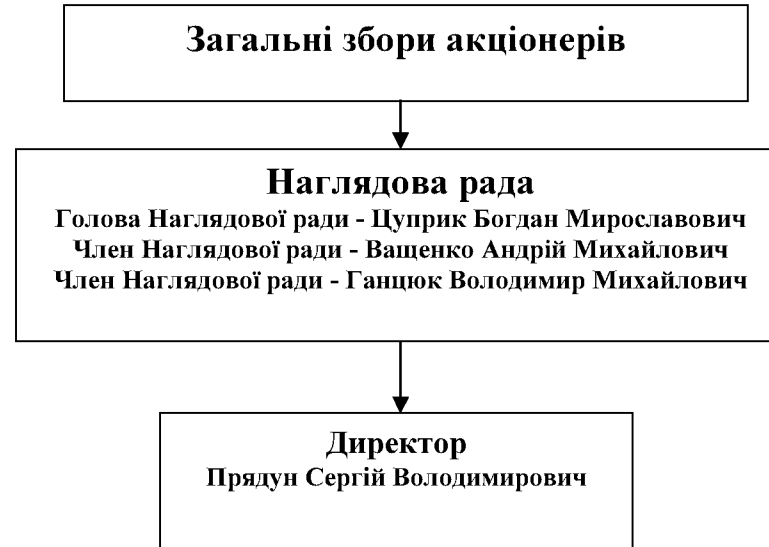 Загальні збори акціонерів
Наглядова рада
Голова Наглядової ради - Цуприк Богдан Мирославович
Член Наглядової ради - Ващенко Андрій Михайлович
Член Наглядової ради - Ганцюк Володимир Михайлович
Директор
Прядун Сергій Володимирович